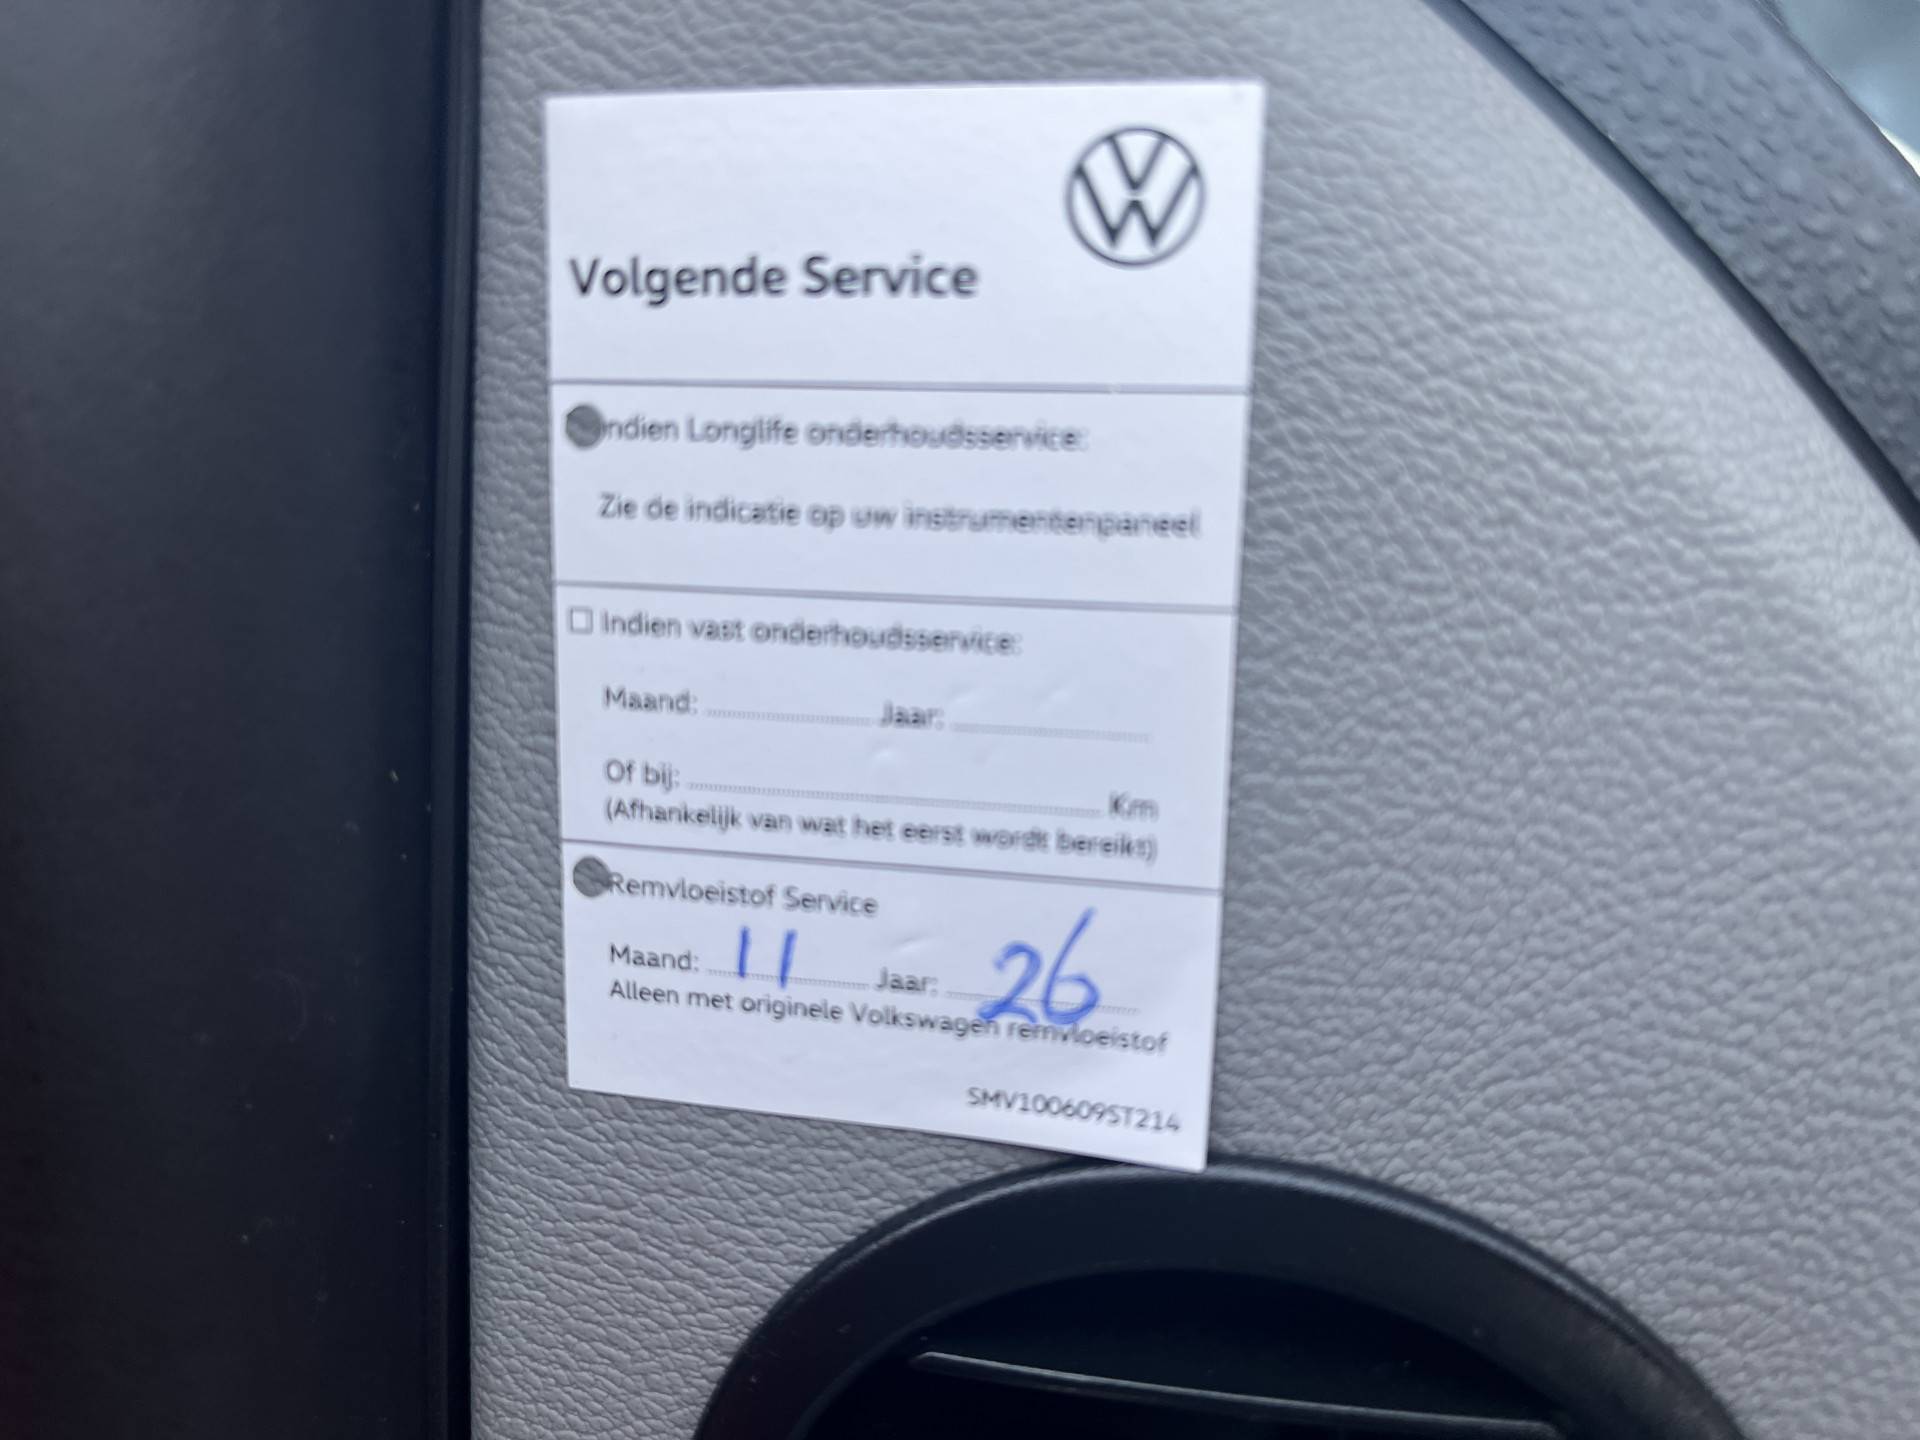 Volgende Service
Indien Longlife onderhoudsservice:
Zie de indicatie op uw instrumentenpaneel
Indien vast onderhoudsservice:
Maand: Jaar:
Of bij: Km
(Afhankelijk van wat het eerst wordt bereikt)
Remvloeistof Service
Maand: 11 Jaar: 26
Alleen met originele Volkswagen remvloeistof
SMV100609ST214